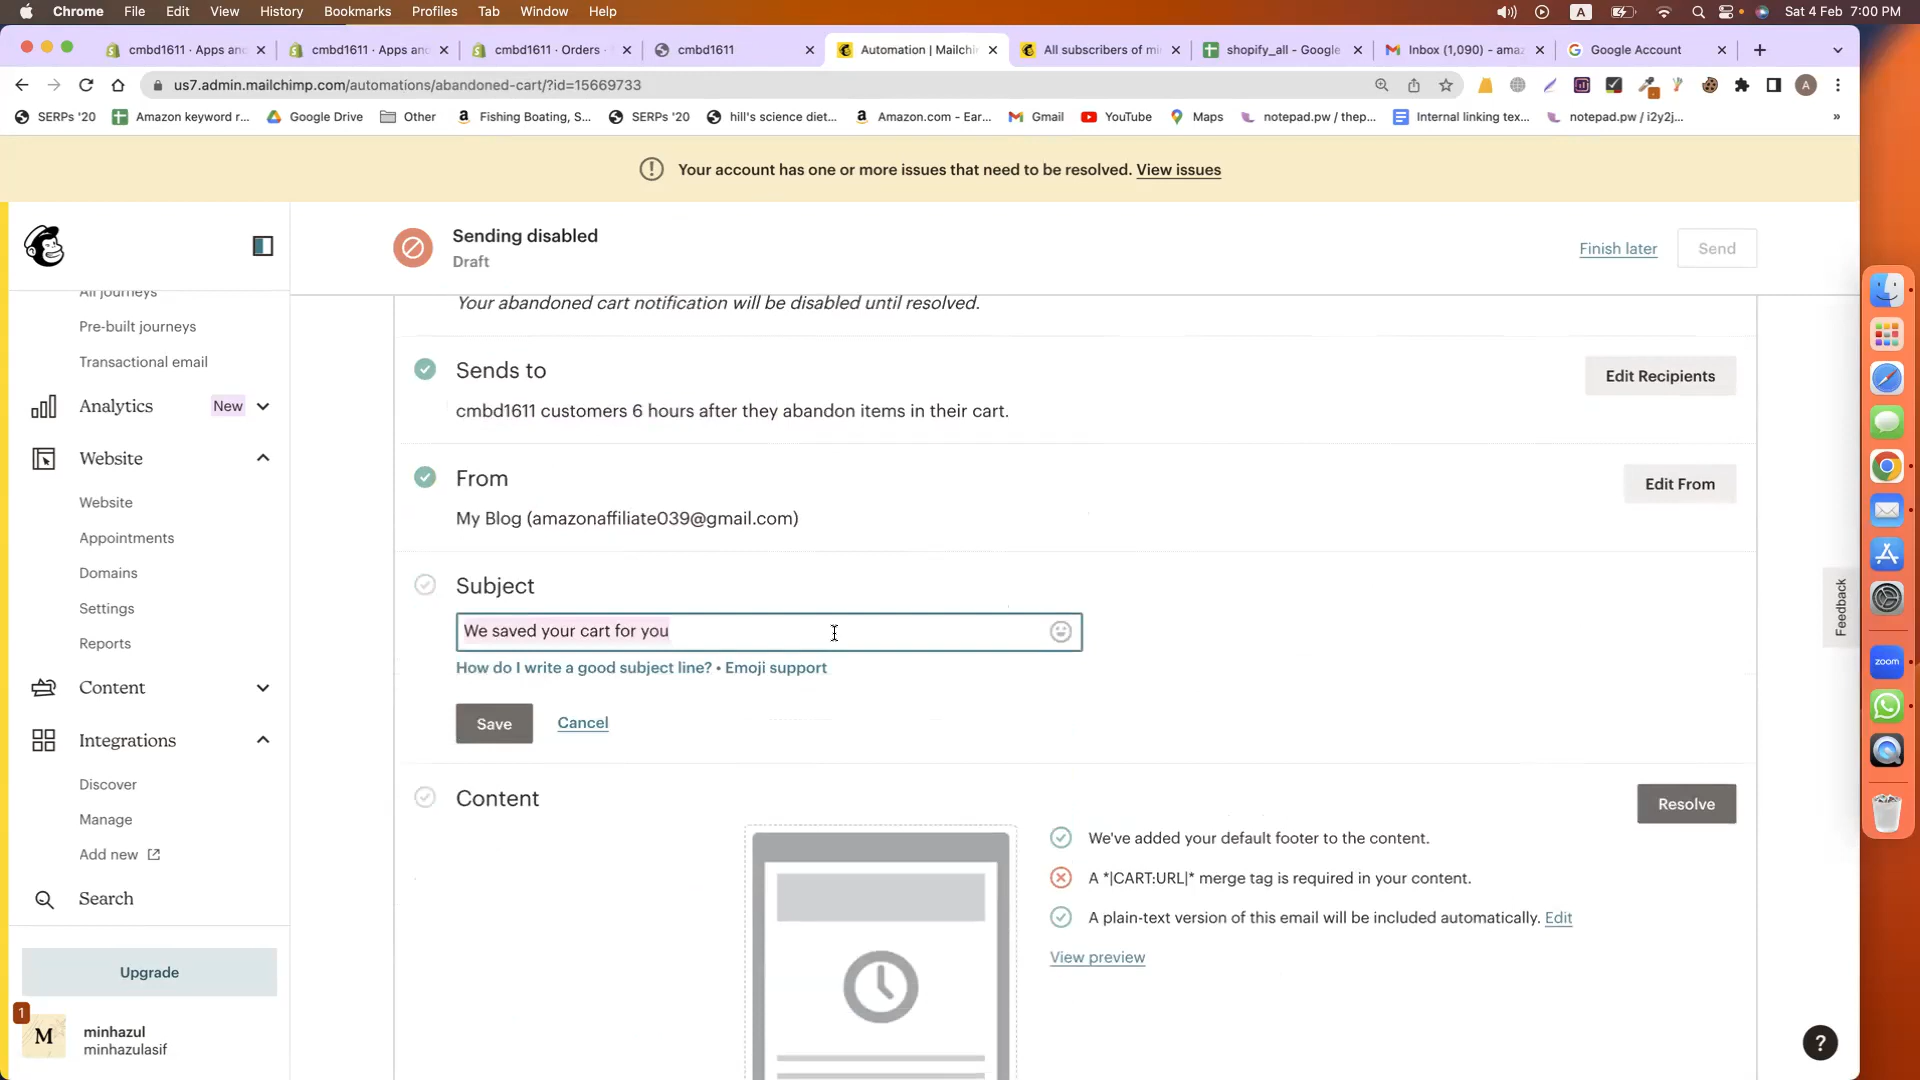 Chrome File Edit View History Bookmarks Profiles Tab Window Help
A Sat 4 Feb 7:00 PM
cmbd1611 · Apps an
cmbd1611 · Apps and
cmbd1611 · Orders ·
cmbd1611
Automation | Mailchi
All subscribers of mi
shopify_all - Google
Inbox (1,090) - ama
Google Account
us7.admin.mailchimp.com/automations/abandoned-cart/?id=15669733
A
SERPs '20
Amazon keyword r...
Google Drive
Other
Fishing Boating, S...
SERPs '20
hill's science diet...
Amazon.com - Ear...
Gmail
YouTube
Maps
notepad.pw / thep...
Internal linking tex...
notepad.pw / i2y2j...
»
Your account has one or more issues that need to be resolved. View issues
Sending disabled
Draft
Finish later
Send
All journeys
Pre-built journeys
Transactional email
Analytics
New
Website
Website
Appointments
Domains
Settings
Reports
Content
Integrations
Discover
Manage
Add new
Search
Upgrade
1
M
minhazul
minhazulasif
Your abandoned cart notification will be disabled until resolved.
Sends to
cmbd1611 customers 6 hours after they abandon items in their cart.
Edit Recipients
From
My Blog (amazonaffiliate039@gmail.com)
Edit From
Subject
We saved your cart for you
How do I write a good subject line? • Emoji support
Save
Cancel
Content
Resolve
We've added your default footer to the content.
A *|CART:URL|* merge tag is required in your content.
A plain-text version of this email will be included automatically. Edit
View preview
Feedback
?
zoom